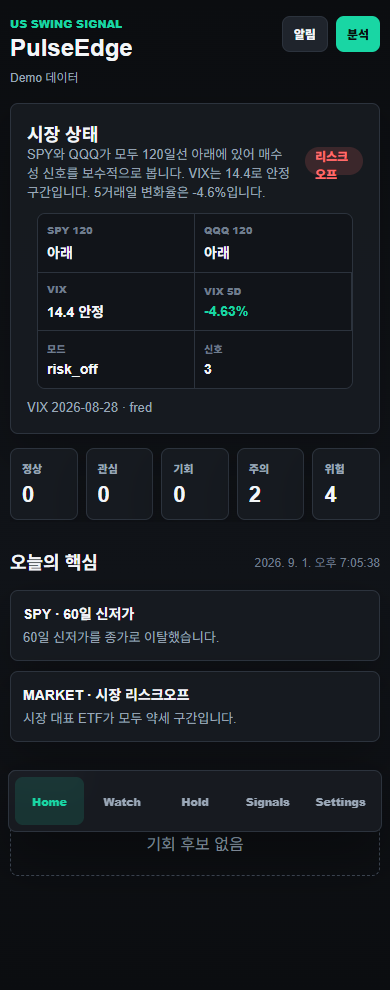 US SWING SIGNAL
PulseEdge
알림
분석
Demo 데이터
시장 상태
SPY와 QQQ가 모두 120일선 아래에 있어 매수
성 신호를 보수적으로 봅니다. VIX는 14.4로 안정
구간입니다. 5거래일 변화율은 -4.6%입니다.
리스크
오프
SPY 120
아래
QQQ 120
아래
VIX
14.4 안정
VIX 5D
-4.63%
모드
risk_off
신호
3
VIX 2026-08-28 · fred
정상
0
관심
0
기회
0
주의
2
위험
4
오늘의 핵심
2026. 9. 1. 오후 7:05:38
SPY · 60일 신저가
60일 신저가를 종가로 이탈했습니다.
MARKET · 시장 리스크오프
시장 대표 ETF가 모두 약세 구간입니다.
Home
Watch
Hold
Signals
Settings
기회 후보 없음